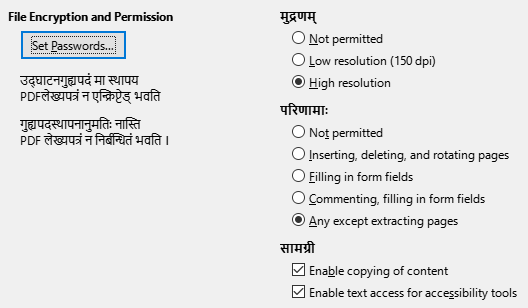 File Encryption and Permission
Set Passwords...
उद्घाटनगुह्यपदं मा स्थापय
PDFलेख्यपत्रं न एन्क्रिप्टेड् भवति
गुह्यपदस्थापनानुमतिः नास्ति
PDF लेख्यपत्रं न निर्बन्धितं भवति ।
मुद्रणम्
Not permitted
Low resolution (150 dpi)
High resolution
परिणामाः
Not permitted
Inserting, deleting, and rotating pages
Filling in form fields
Commenting, filling in form fields
Any except extracting pages
सामग्री
Enable copying of content
Enable text access for accessibility tools